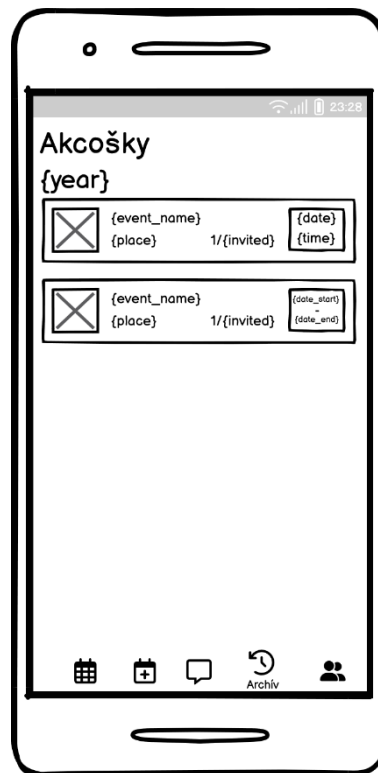 23:28
Akcošky
{year}
{event_name}
{place} 1/{invited}
{date}
{time}
{event_name}
{place} 1/{invited}
{date_start}
-
{date_end}
Archív